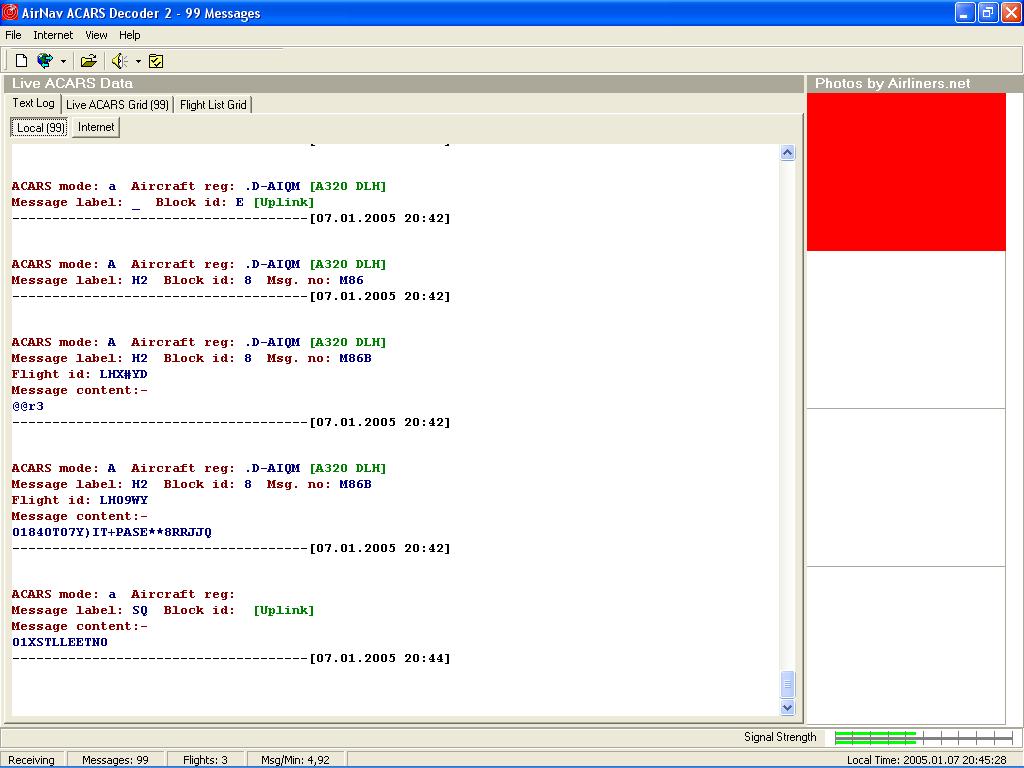 AirNav ACARS Decoder 2 - 99 Messages
File Internet View Help
Live ACARS Data
Photos by Airliners.net
Text Log Live ACARS Grid (99) Flight List Grid
Local (99) Internet
ACARS mode: a Aircraft reg: .D-AIQM [A320 DLH]
Message label: _ Block id: E [Uplink]
-------------------------------------[07.01.2005 20:42]
ACARS mode: A Aircraft reg: .D-AIQM [A320 DLH]
Message label: H2 Block id: 8 Msg. no: M86
-------------------------------------[07.01.2005 20:42]
ACARS mode: A Aircraft reg: .D-AIQM [A320 DLH]
Message label: H2 Block id: 8 Msg. no: M86B
Flight id: LHX#YD
Message content:-
@@r3
-------------------------------------[07.01.2005 20:42]
ACARS mode: A Aircraft reg: .D-AIQM [A320 DLH]
Message label: H2 Block id: 8 Msg. no: M86B
Flight id: LH09WY
Message content:-
01840T07Y)IT+PASE**8RRJJQ
-------------------------------------[07.01.2005 20:42]
ACARS mode: a Aircraft reg:
Message label: SQ Block id: [Uplink]
Message content:-
01XSTLLEETNO
-------------------------------------[07.01.2005 20:44]
Signal Strength
Receiving Messages: 99 Flights: 3 Msg/Min: 4,92 Local Time: 2005.01.07 20:45:28